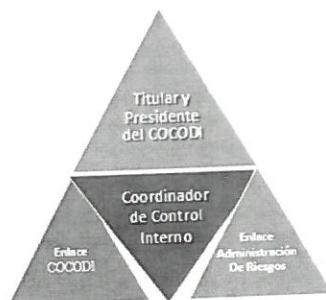 Titular y
Presidente
del COCODI
Coordinador
de Control
Interno
Enlace
COCODI
Enlace
Administración
De Riesgos